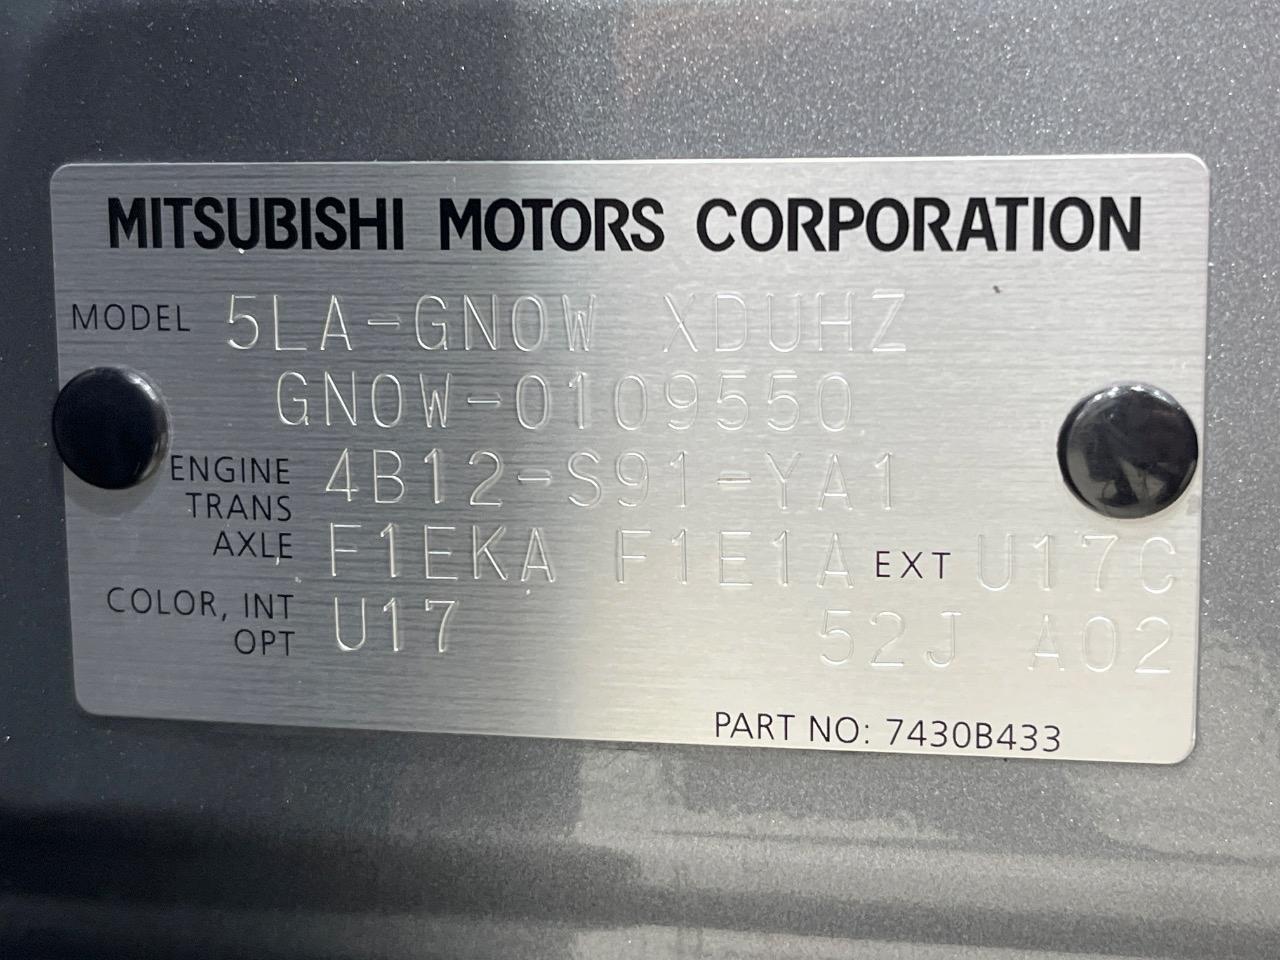 MITSUBISHI MOTORS CORPORATION
MODEL 5LA-GN0W XDUHZ
GN0W-0109550
ENGINE 4B12-S91-YA1
TRANS
AXLE F1EKA F1E1A EXT U17C
COLOR, INT U17 52J A02
OPT
PART NO: 7430B433